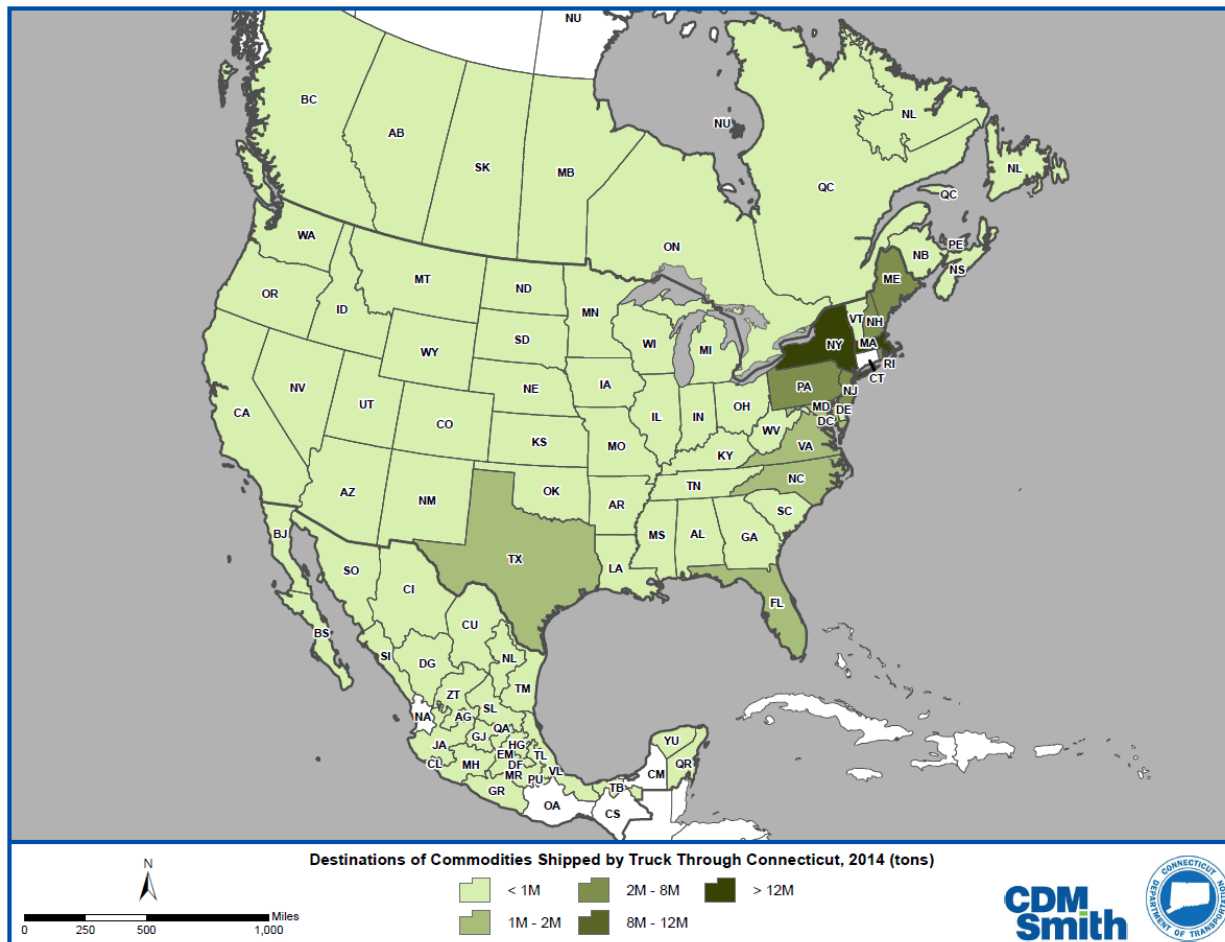 NU
BC
AB
SK
MB
NU
NL
NL
QC
QC
ON
NB
PE
NS
ME
WA
MT
ND
MN
OR
ID
SD
WI
MI
VT
NH
NY
MA
RI
CT
WY
NE
IA
PA
NJ
NV
UT
CO
IL
IN
OH
MD
DE
DC
CA
KS
MO
WV
VA
KY
NC
TN
AZ
NM
OK
AR
SC
MS
AL
GA
TX
LA
FL
BJ
SO
CI
CU
BS
SI
DG
NL
ZT
TM
NA
AG
SL
JA
GJ
QA
HG
EM
TL
CL
MH
DF
MR
PU
VL
GR
OA
TB
CS
CM
YU
QR
Destinations of Commodities Shipped by Truck Through Connecticut, 2014 (tons)
N
< 1M
2M - 8M
> 12M
1M - 2M
8M - 12M
Miles
0 250 500 1,000
CDM
Smith
CONNECTICUT
DEPARTMENT OF TRANSPORTATION